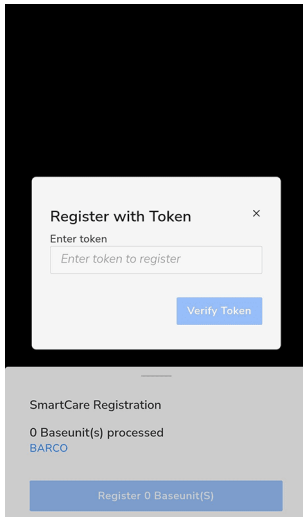 Register with Token ×
Enter token
Enter token to register
Verify Token
SmartCare Registration
0 Baseunit(s) processed
BARCO
Register 0 Baseunit(S)